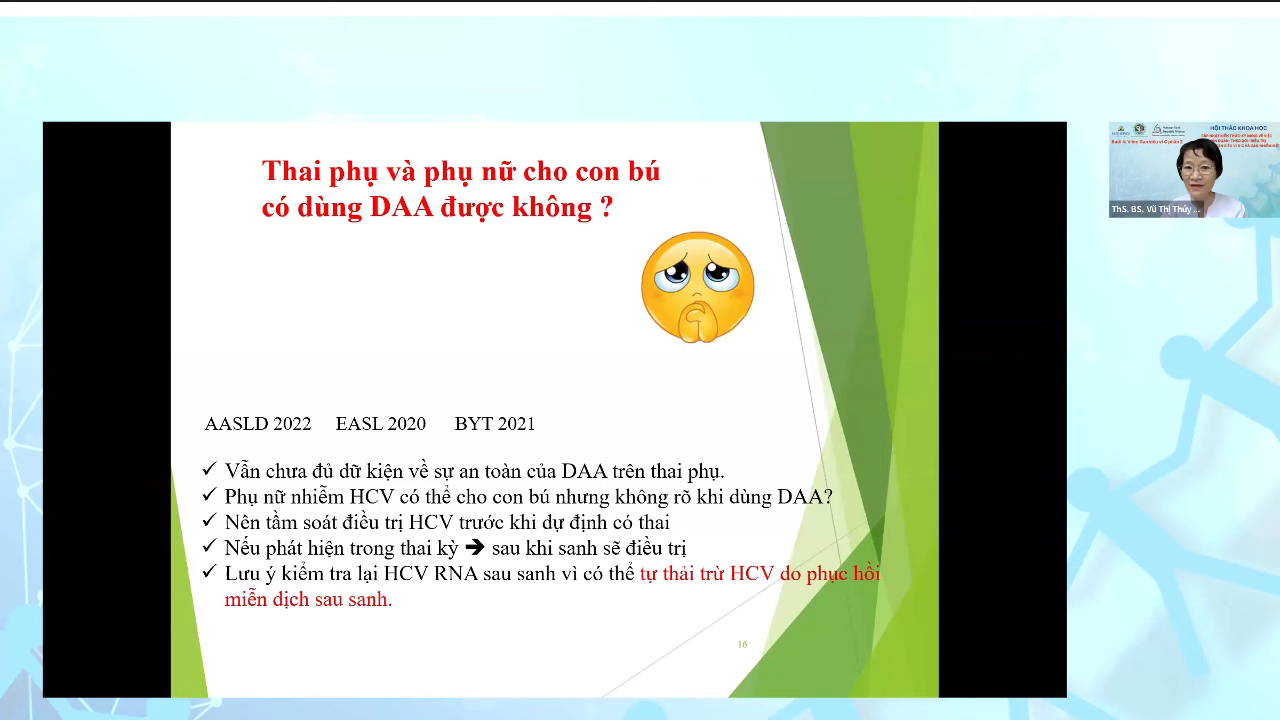 Thai phụ và phụ nữ cho con bú
có dùng DAA được không ?
AASLD 2022 EASL 2020 BYT 2021
Vẫn chưa đủ dữ kiện về sự an toàn của DAA trên thai phụ.
Phụ nữ nhiễm HCV có thể cho con bú nhưng không rõ khi dùng DAA?
Nên tầm soát điều trị HCV trước khi dự định có thai
Nếu phát hiện trong thai kỳ → sau khi sanh sẽ điều trị
Lưu ý kiểm tra lại HCV RNA sau sanh vì có thể tự thải trừ HCV do phục hồi
miễn dịch sau sanh.
16
HỘI THẢO KHOA HỌC
ThS. BS. Vũ Thị Thúy ...